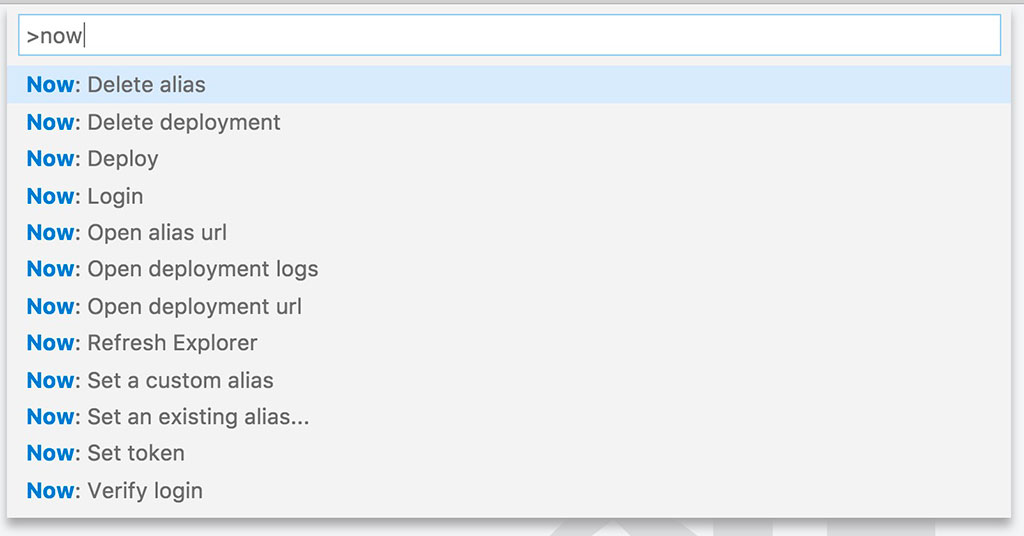 >now
Now: Delete alias
Now: Delete deployment
Now: Deploy
Now: Login
Now: Open alias url
Now: Open deployment logs
Now: Open deployment url
Now: Refresh Explorer
Now: Set a custom alias
Now: Set an existing alias...
Now: Set token
Now: Verify login